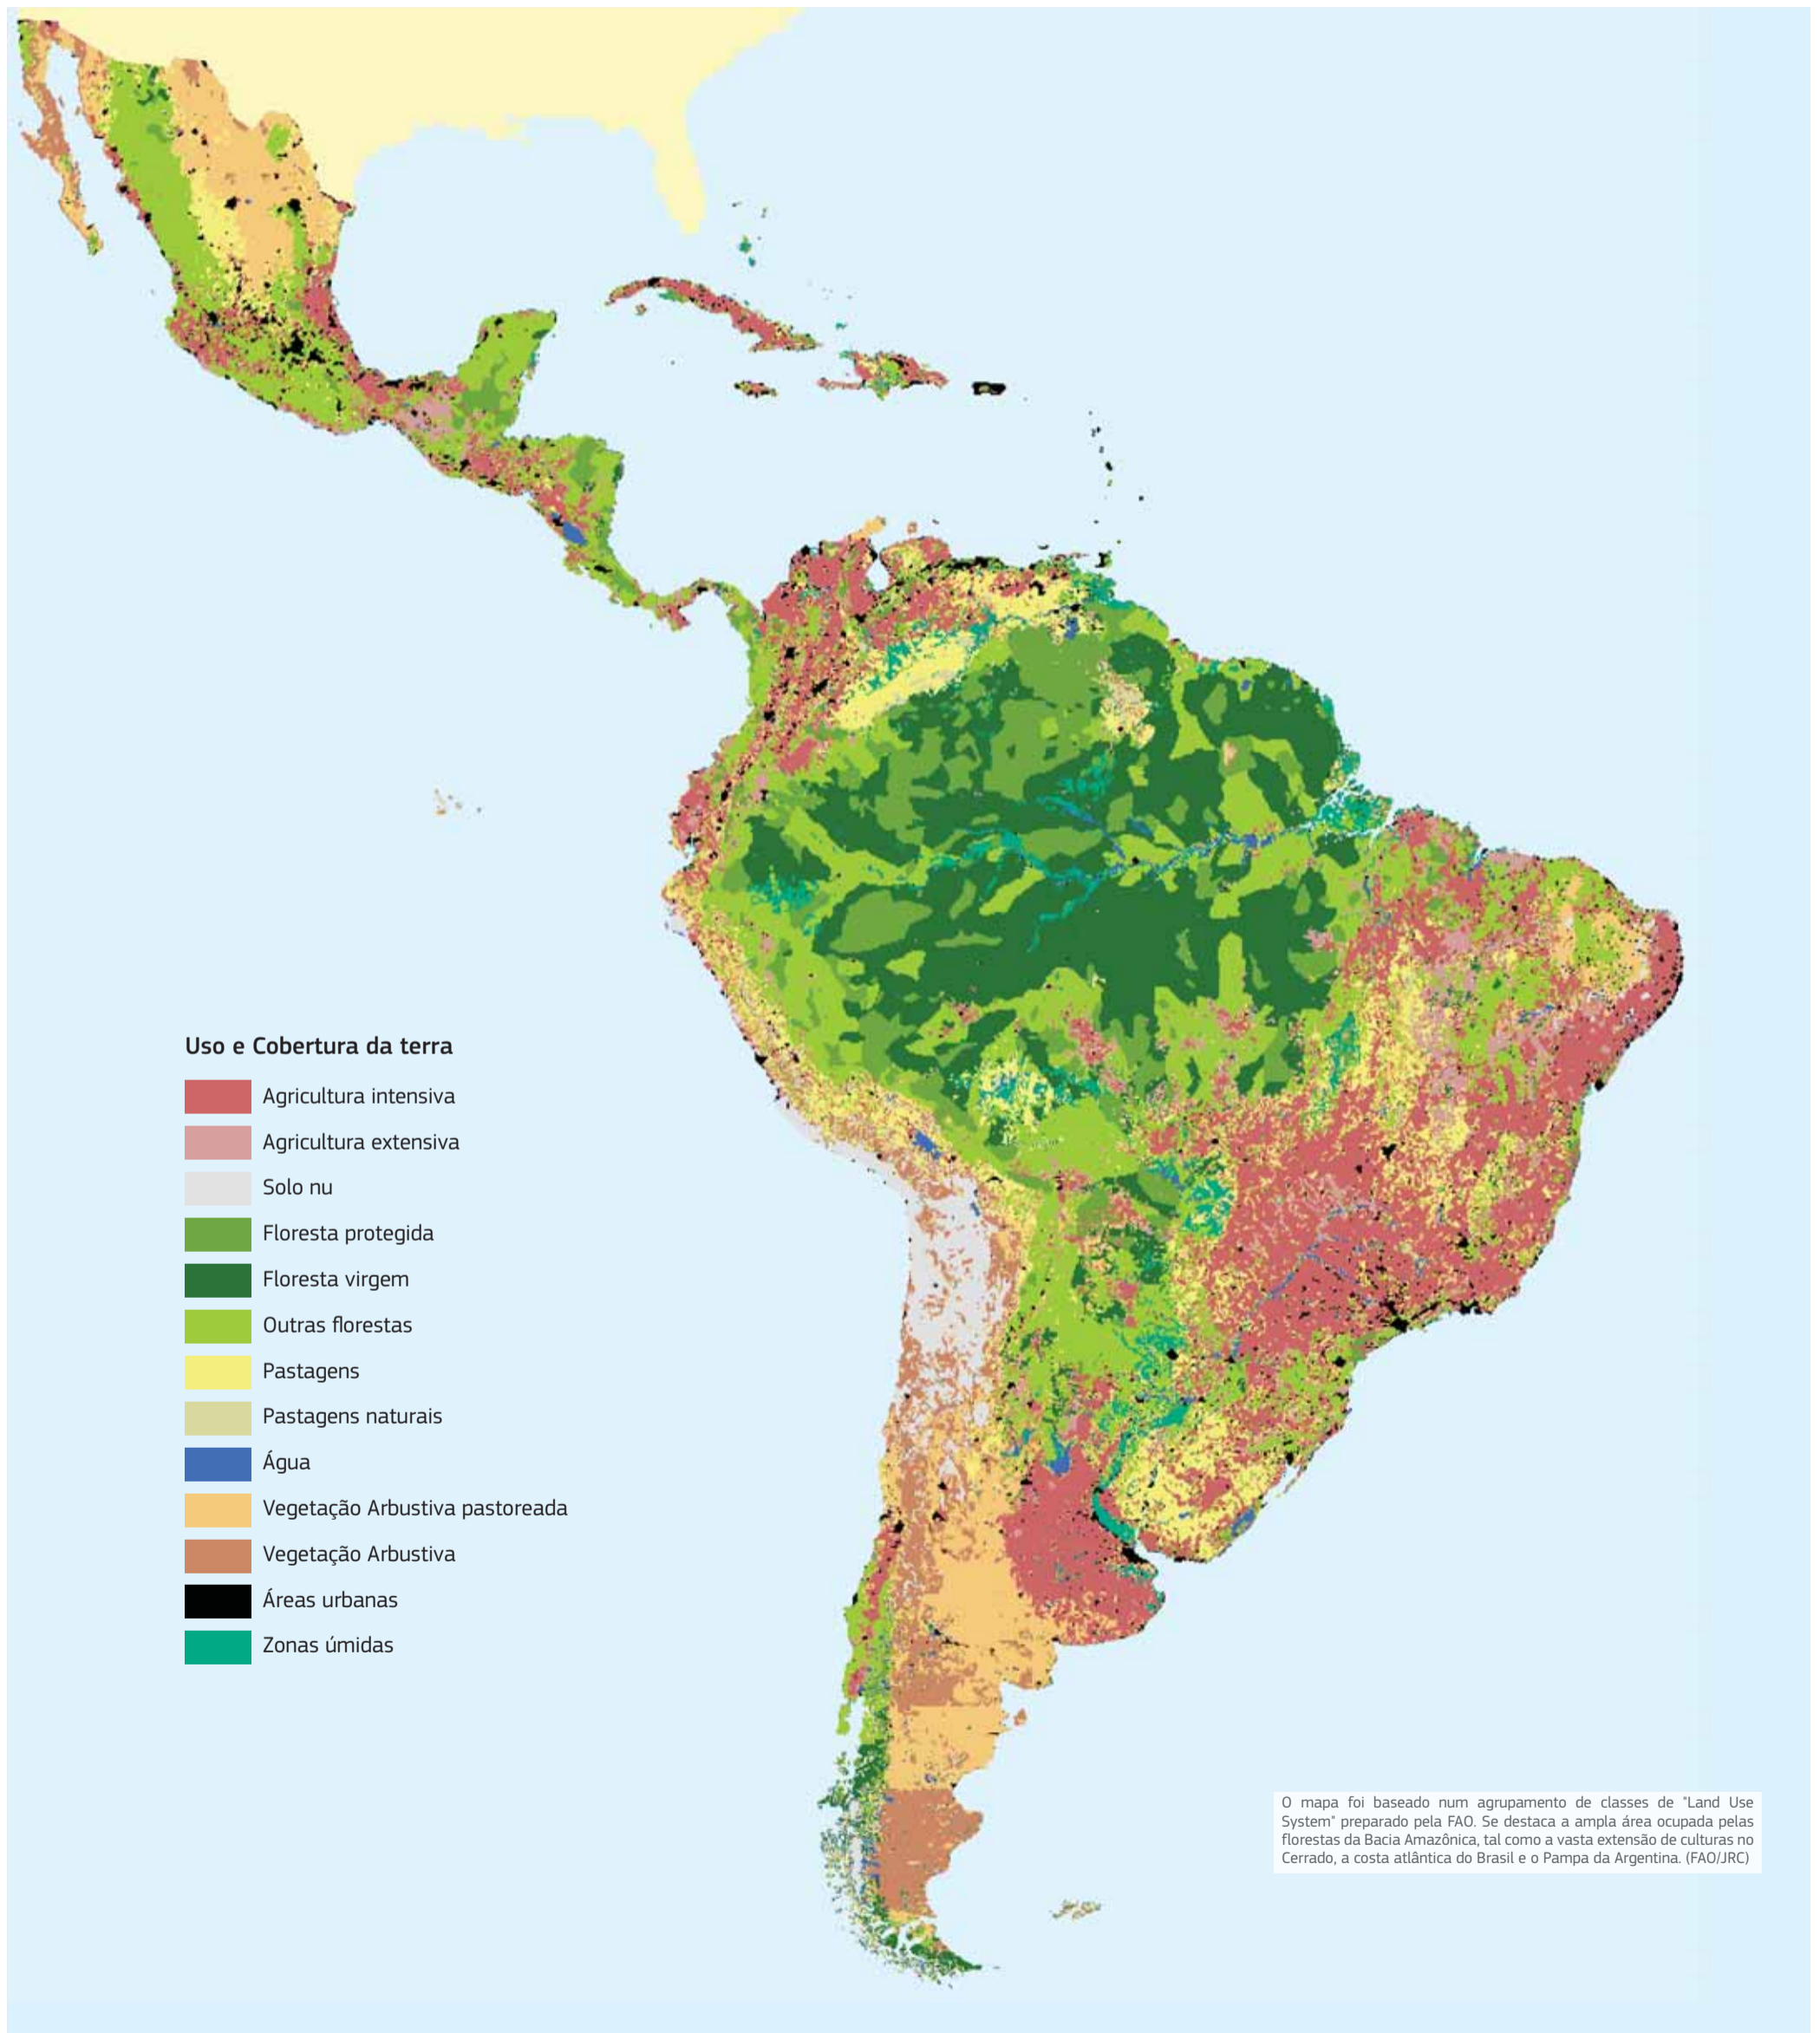 Uso e Cobertura da terra
Agricultura intensiva
Agricultura extensiva
Solo nu
Floresta protegida
Floresta virgem
Outras florestas
Pastagens
Pastagens naturais
Água
Vegetação Arbustiva pastoreada
Vegetação Arbustiva
Áreas urbanas
Zonas úmidas
O mapa foi baseado num agrupamento de classes de "Land Use
System" preparado pela FAO. Se destaca a ampla área ocupada pelas
florestas da Bacia Amazônica, tal como a vasta extensão de culturas no
Cerrado, a costa atlântica do Brasil e o Pampa da Argentina. (FAO/JRC)